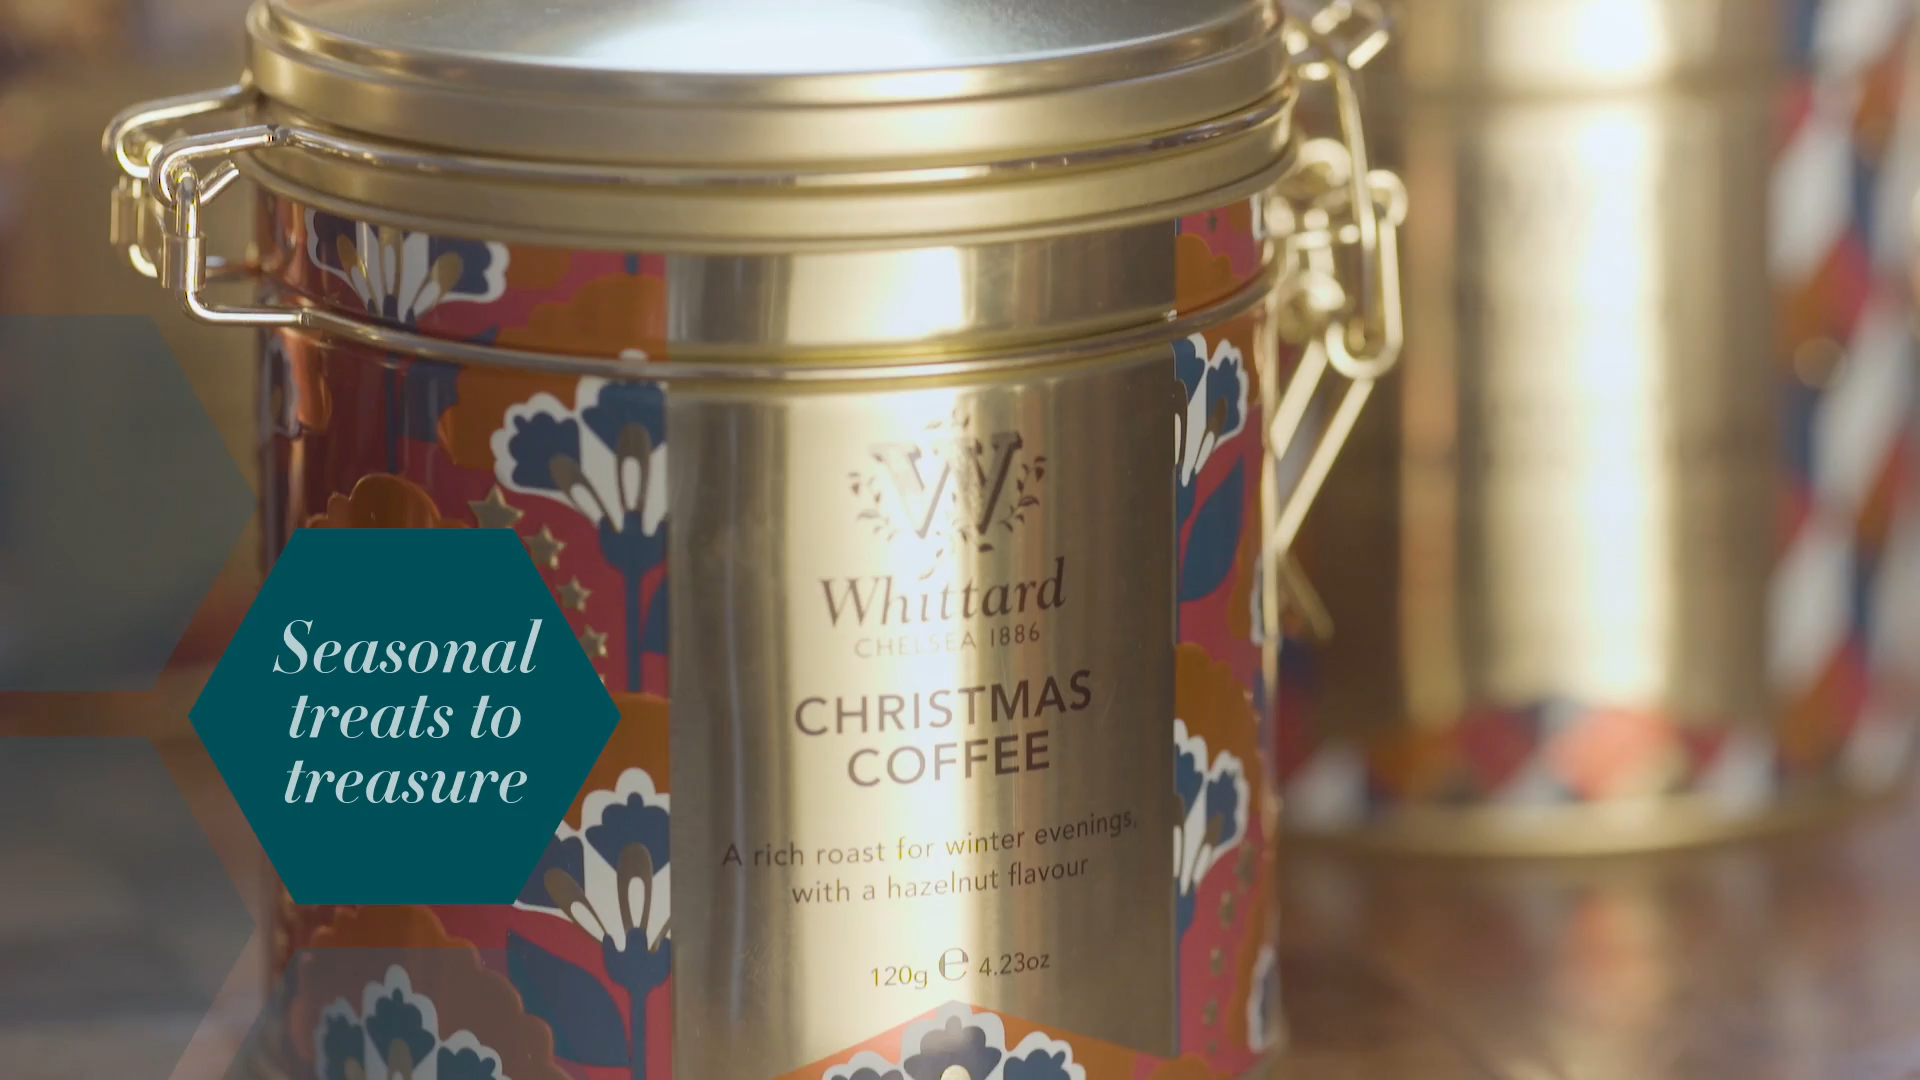 Seasonal
treats to
treasure
W
Whittard
CHELSEA 1886
CHRISTMAS
COFFEE
A rich roast for winter evenings,
with a hazelnut flavour
120g ℮ 4.23oz